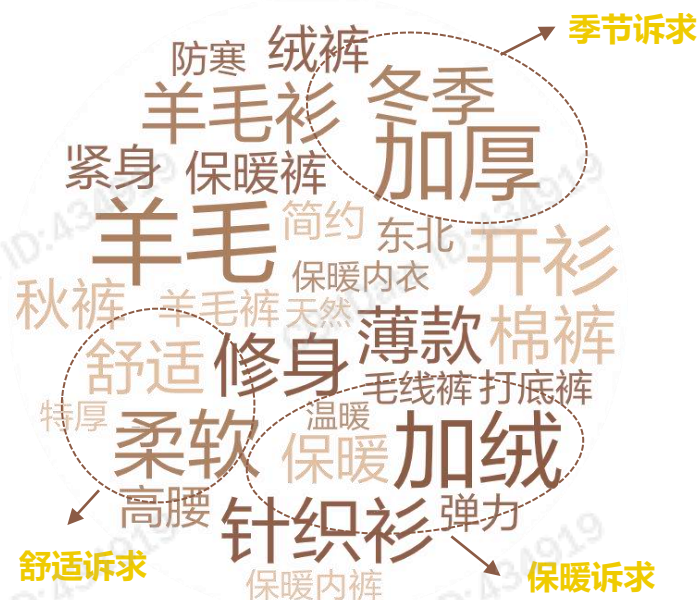 季节诉求
绒裤
防寒
冬季
羊毛衫
加厚
紧身
保暖裤
羊毛
简约
东北
开衫
保暖内衣
秋裤
羊毛裤
天然
薄款
棉裤
舒适
修身
毛线裤
打底裤
特厚
温暖
柔软
保暖
加绒
高腰
针织衫
弹力
舒适诉求
保暖诉求
保暖内裤
ID:434919
ID:434919